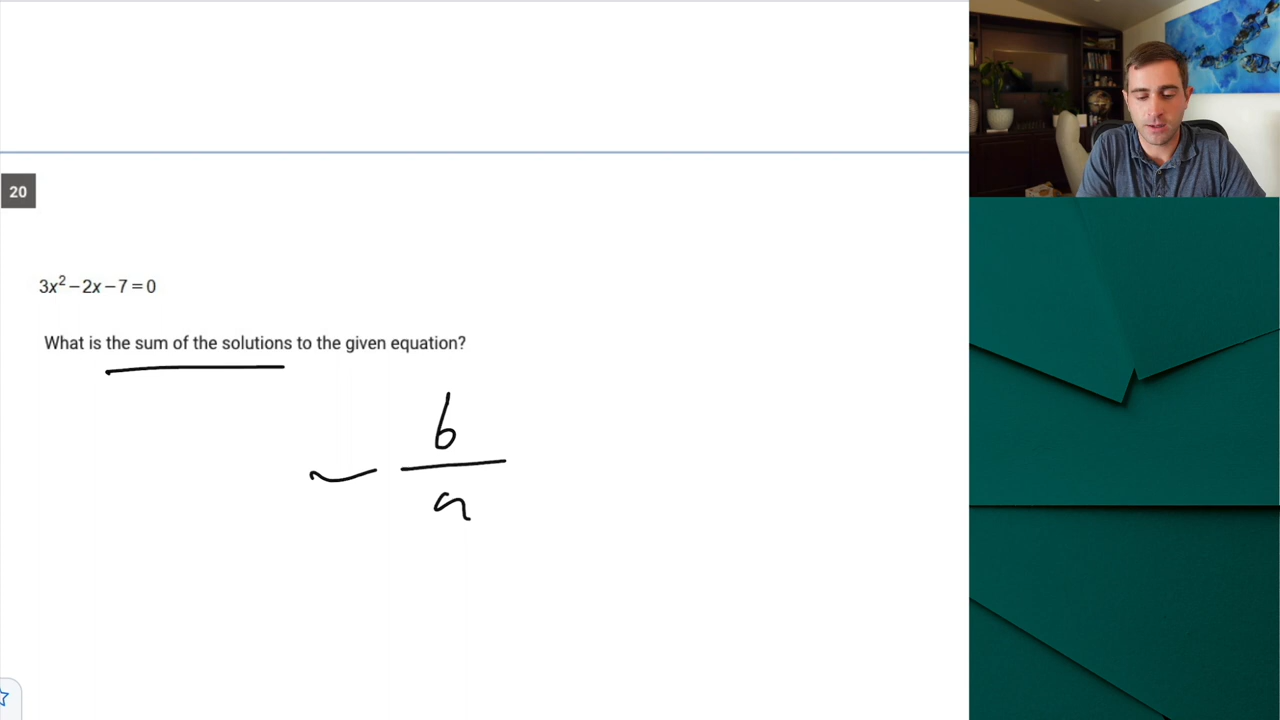 20
3x² – 2x – 7 = 0
What is the sum of the solutions to the given equation?
b
–
a